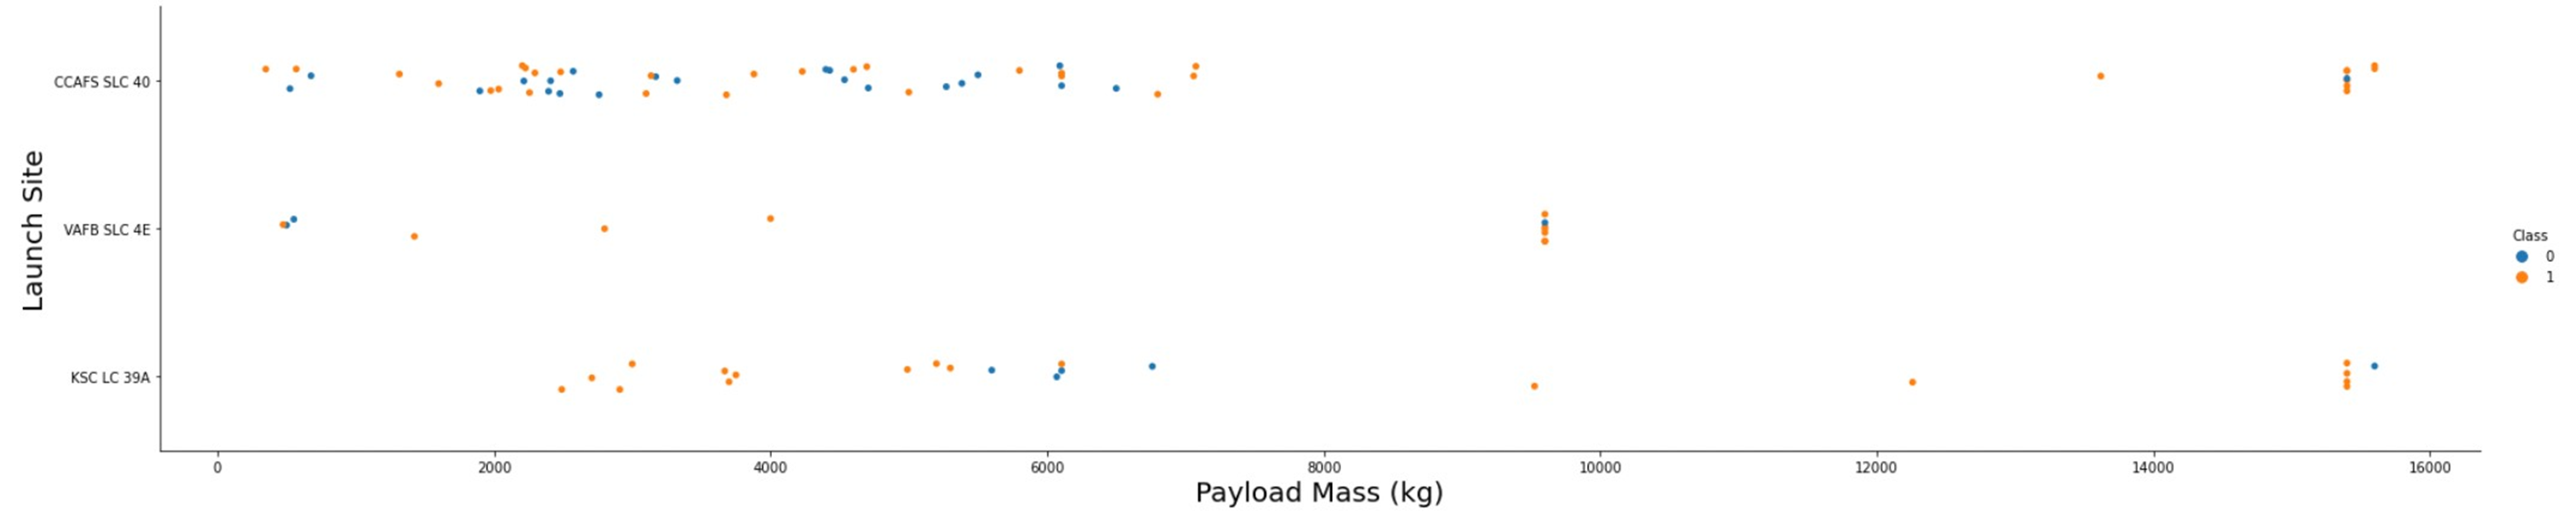 Launch Site
CCAFS SLC 40
VAFB SLC 4E
KSC LC 39A
0 2000 4000 6000 8000 10000 12000 14000 16000
Payload Mass (kg)
Class
0
1